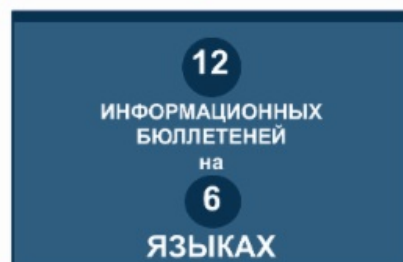 12
ИНФОРМАЦИОННЫХ
БЮЛЛЕТЕНЕЙ
на
6
ЯЗЫКАХ